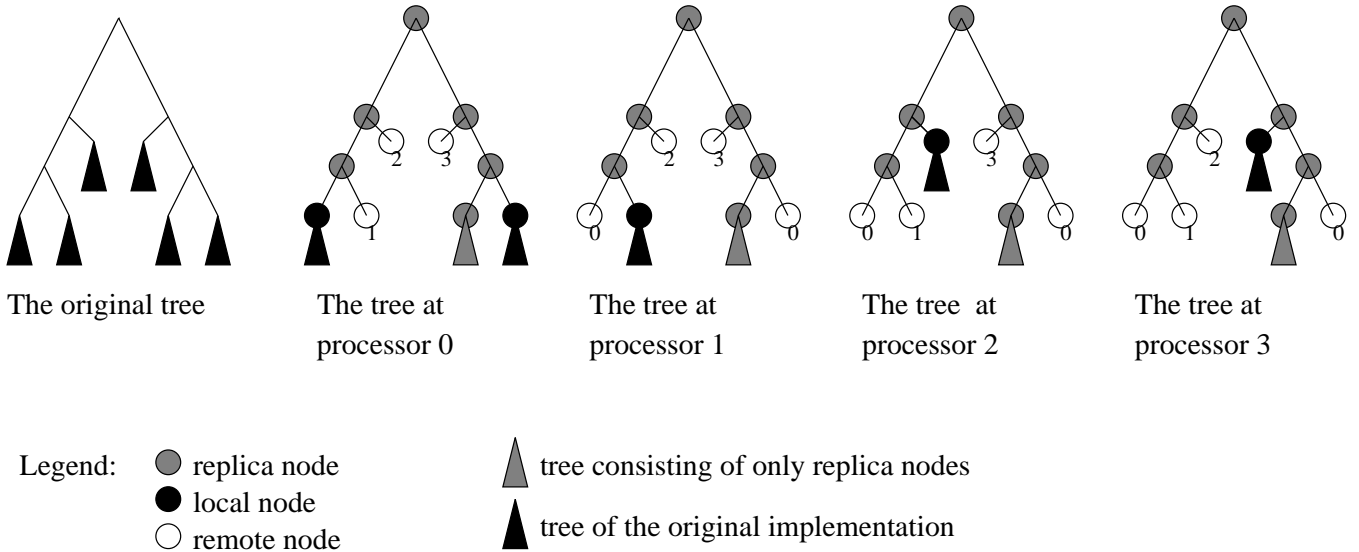 2
3
2
3
3
2
1
0
0
0
1
0
0
1
0
The original tree
The tree at
processor 0
The tree at
processor 1
The tree at
processor 2
The tree at
processor 3
Legend:
replica node
local node
remote node
tree consisting of only replica nodes
tree of the original implementation